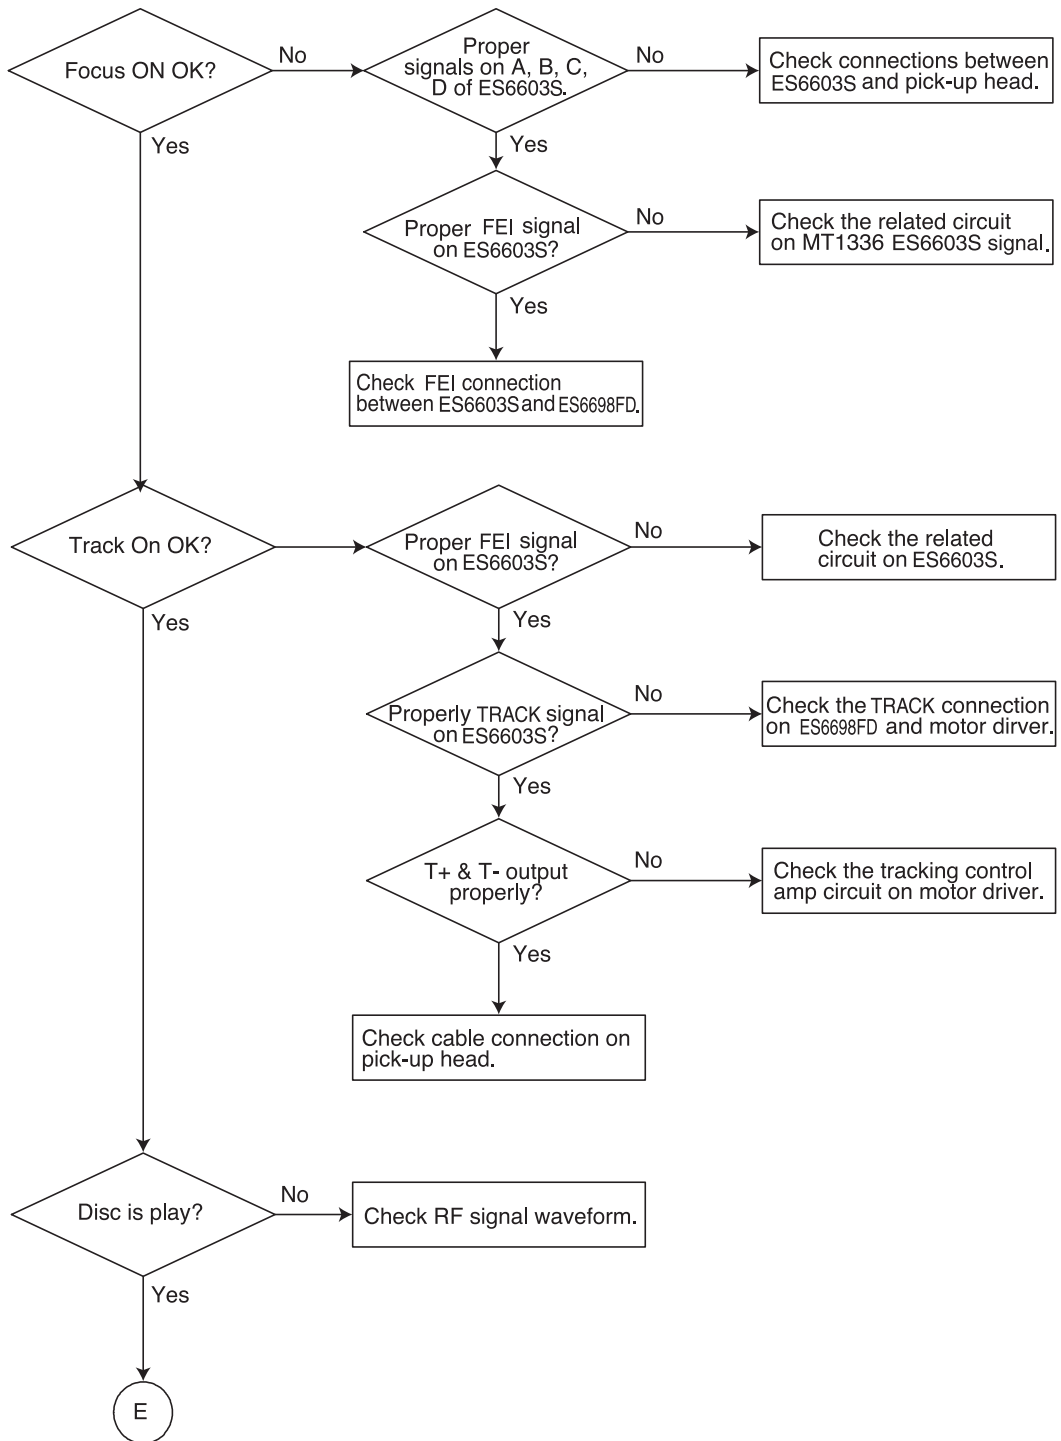 Focus ON OK?
No
Proper
signals on A, B, C,
D of ES6603S.
No
Check connections between
ES6603S and pick-up head.
Yes
Yes
Proper FEI signal
on ES6603S?
No
Check the related circuit
on MT1336 ES6603S signal.
Yes
Check FEI connection
between ES6603S and ES6698FD.
Track On OK?
Proper FEI signal
on ES6603S?
No
Check the related
circuit on ES6603S.
Yes
Yes
Properly TRACK signal
on ES6603S?
No
Check the TRACK connection
on ES6698FD and motor dirver.
Yes
T+ & T- output
properly?
No
Check the tracking control
amp circuit on motor driver.
Yes
Check cable connection on
pick-up head.
Disc is play?
No
Check RF signal waveform.
Yes
E